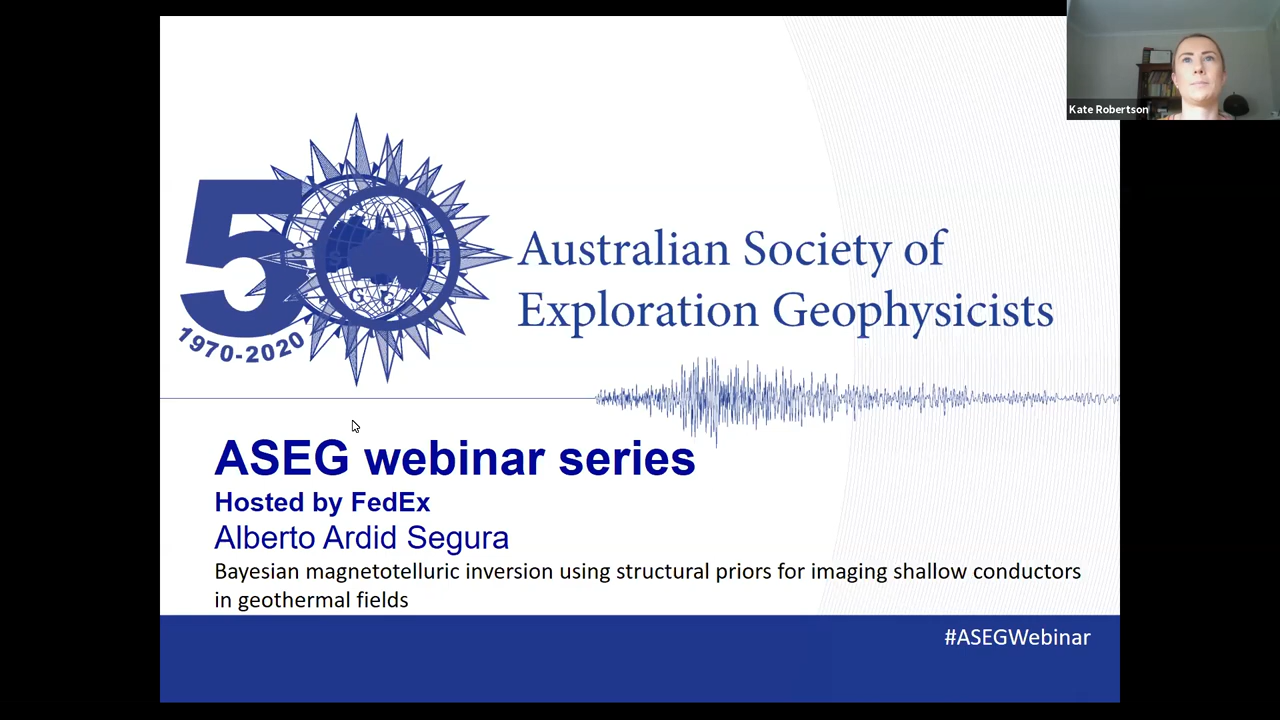 Kate Robertson
50
1970-2020
A S E G
Australian Society of
Exploration Geophysicists
ASEG webinar series
Hosted by FedEx
Alberto Ardid Segura
Bayesian magnetotelluric inversion using structural priors for imaging shallow conductors
in geothermal fields
#ASEGWebinar